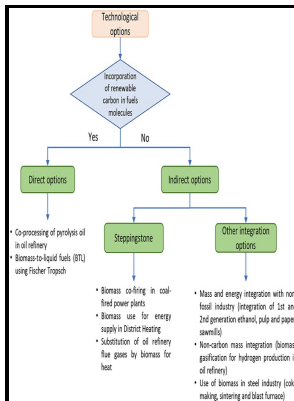 Technological
options
Incorporation
of renewable
carbon in fuels
molecules
Yes
No
Direct options
Indirect options
• Co-processing of pyrolysis oil
in oil refinery
• Biomass-to-liquid fuels (BTL)
using Fischer Tropsch
Steppingstone
Other integration
options
• Biomass co-firing in coal-
fired power plants
• Biomass use for energy
supply in District Heating
• Substitution of oil refinery
flue gases by biomass for
heat
• Mass and energy integration with non
fossil industry (integration of 1st an
2nd generation ethanol, pulp and pape
sawmills)
• Non-carbon mass integration (biomas
gasification for hydrogen production i
oil refinery)
• Use of biomass in steel industry (cok
making, sintering and blast furnace)